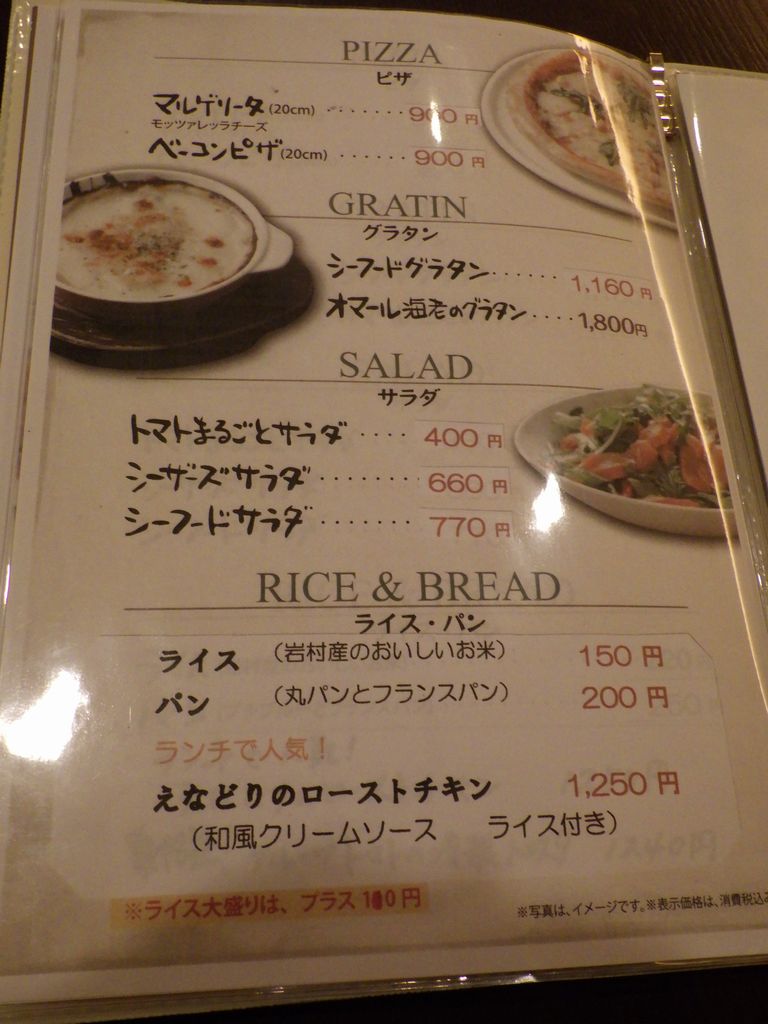 PIZZA
ピザ
マルゲリータ(20cm) ······· 900円
モッツァレッラチーズ
ベーコンピザ(20cm) ······ 900円
GRATIN
グラタン
シーフードグラタン······ 1,160円
オマール海老のグラタン····1,800円
SALAD
サラダ
トマトまるごとサラダ ···· 400円
シーザーズサラダ ········ 660円
シーフードサラダ ······· 770円
RICE & BREAD
ライス・パン
ライス (岩村産のおいしいお米) 150円
パン (丸パンとフランスパン) 200円
ランチで人気！
えなどりのローストチキン 1,250円
(和風クリームソース ライス付き)
※ライス大盛りは、プラス 円
※写真は、イメージです。※表示価格は、消費税込み